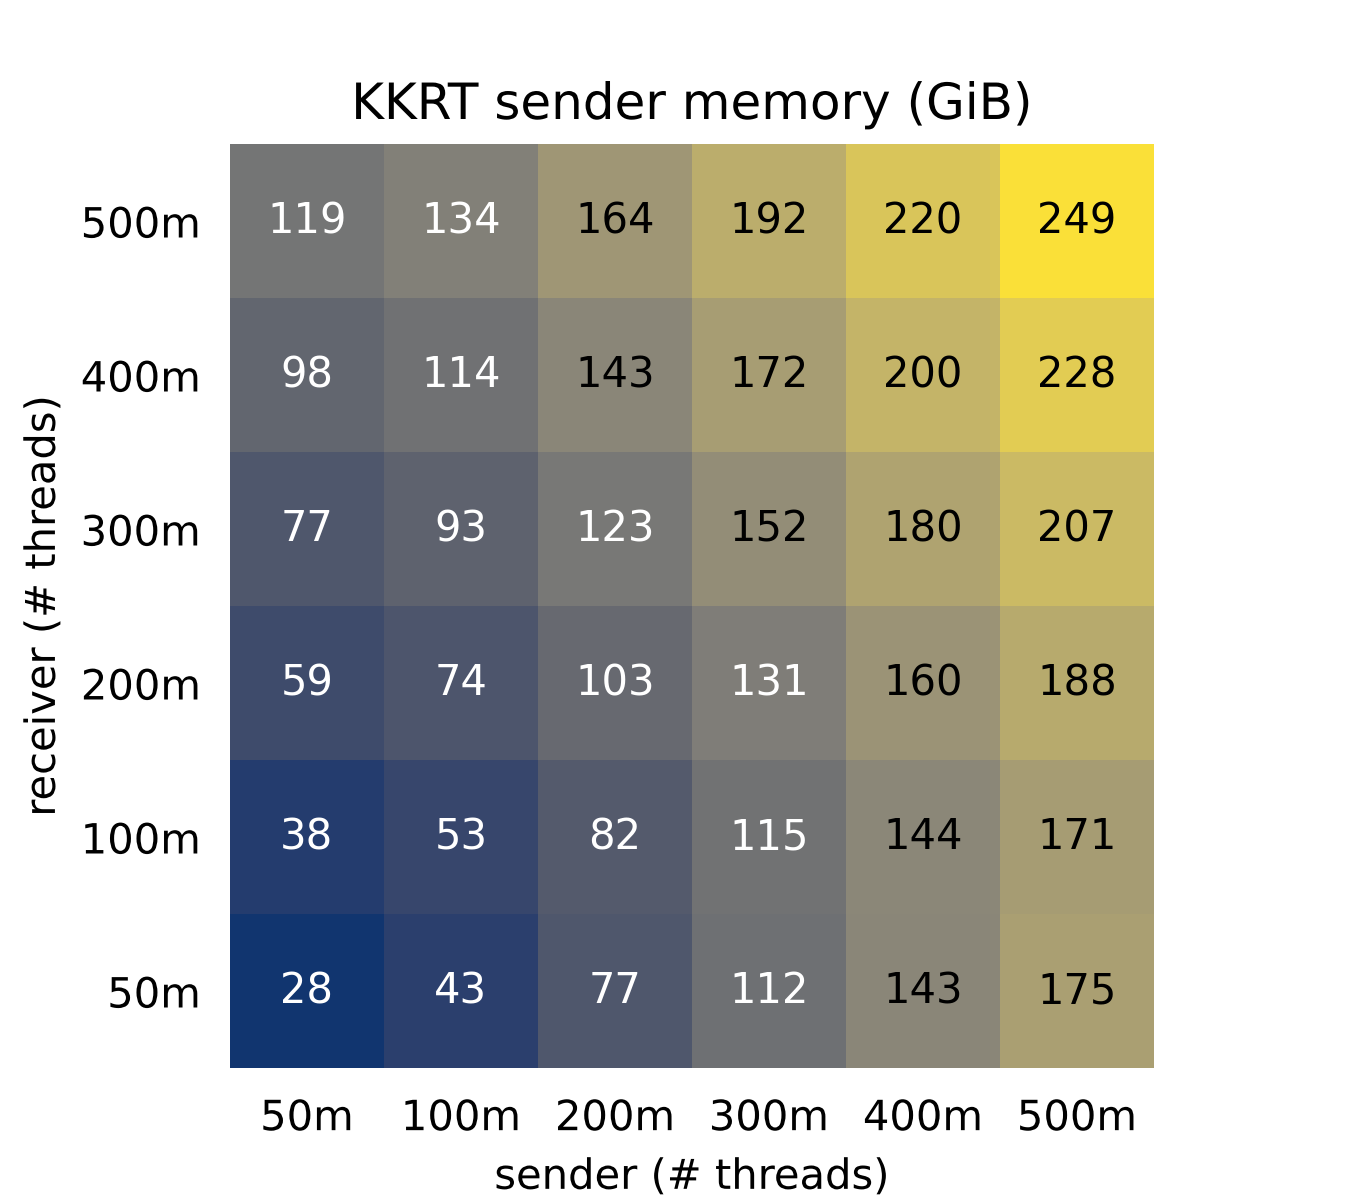 KKRT sender memory (GiB)
500m 119 134 164 192 220 249
400m 98 114 143 172 200 228
300m 77 93 123 152 180 207
200m 59 74 103 131 160 188
100m 38 53 82 115 144 171
50m 28 43 77 112 143 175
50m 100m 200m 300m 400m 500m
sender (# threads)
receiver (# threads)